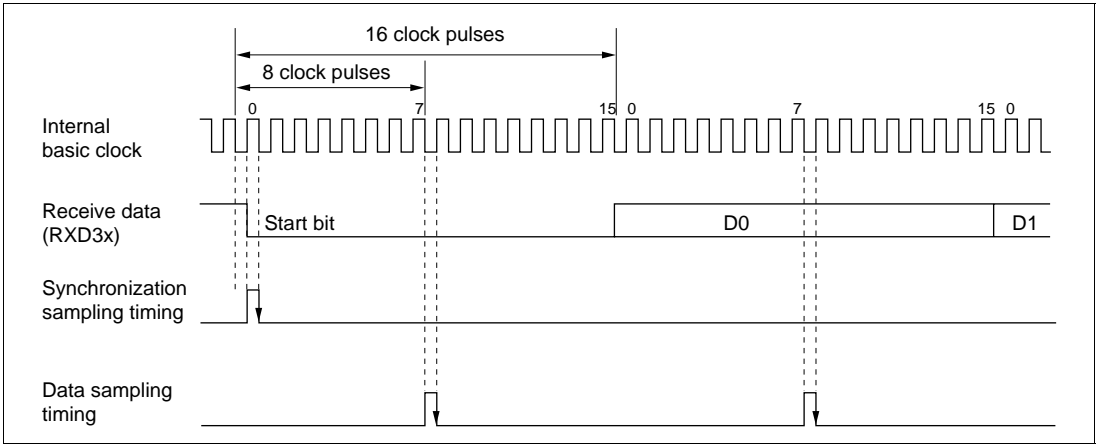 16 clock pulses
8 clock pulses
0 7 15 0 7 15 0
Internal
basic clock
Receive data
(RXD3x)
Start bit D0 D1
Synchronization
sampling timing
Data sampling
timing